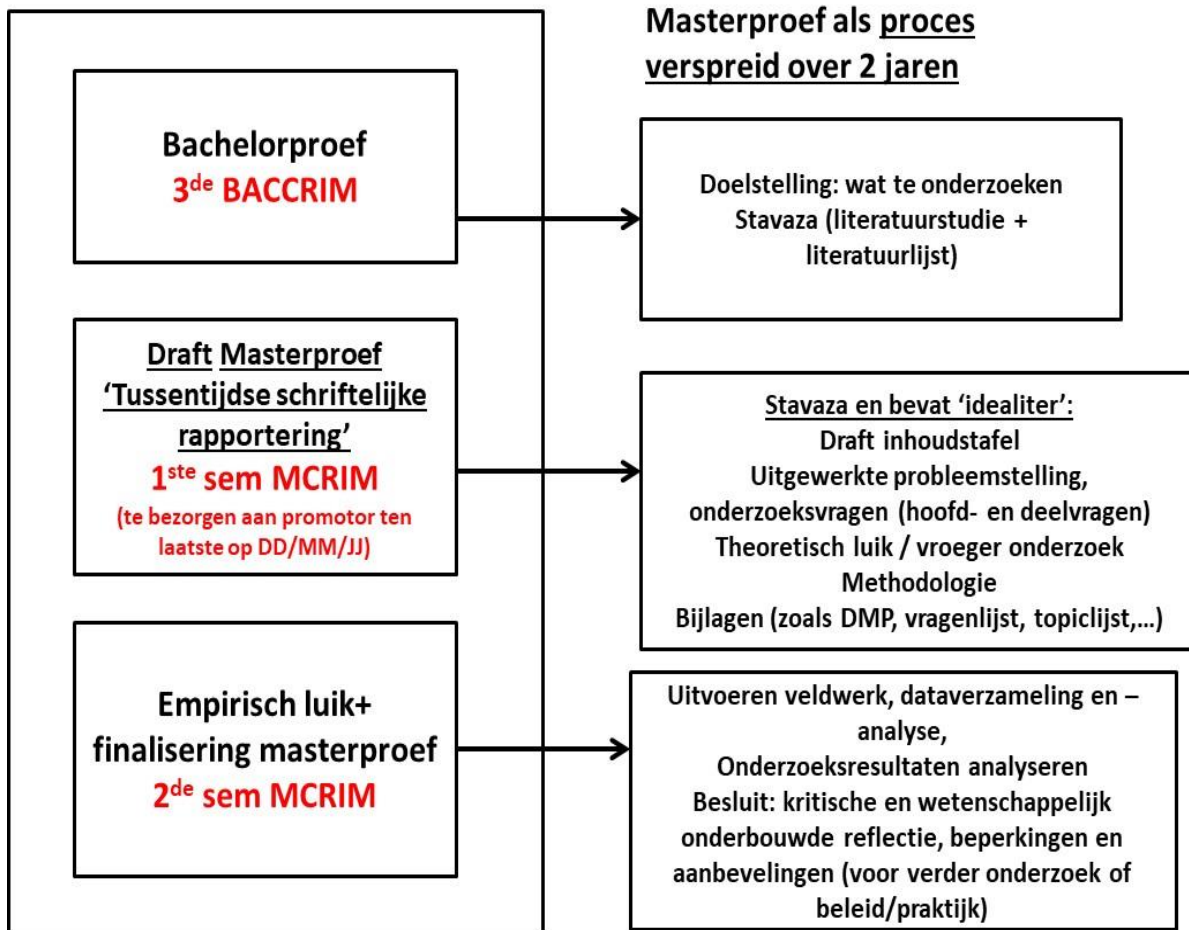 Masterproef als proces
verspreid over 2 jaren
Bachelorproef
3de BACCRIM
Doelstelling: wat te onderzoeken
Stavaza (literatuurstudie +
literatuurlijst)
Draft Masterproef
‘Tussentijdse schriftelijke
rapportering’
1ste sem MCRIM
(te bezorgen aan promotor ten
laatste op DD/MM/JJ)
Stavaza en bevat ‘idealiter’:
Draft inhoudstafel
Uitgewerkte probleemstelling,
onderzoeksvragen (hoofd- en deelvragen)
Theoretisch luik / vroeger onderzoek
Methodologie
Bijlagen (zoals DMP, vragenlijst, topiclijst,...)
Empirisch luik+
finalisering masterproef
2de sem MCRIM
Uitvoeren veldwerk, dataverzameling en –
analyse,
Onderzoeksresultaten analyseren
Besluit: kritische en wetenschappelijk
onderbouwde reflectie, beperkingen en
aanbevelingen (voor verder onderzoek of
beleid/praktijk)